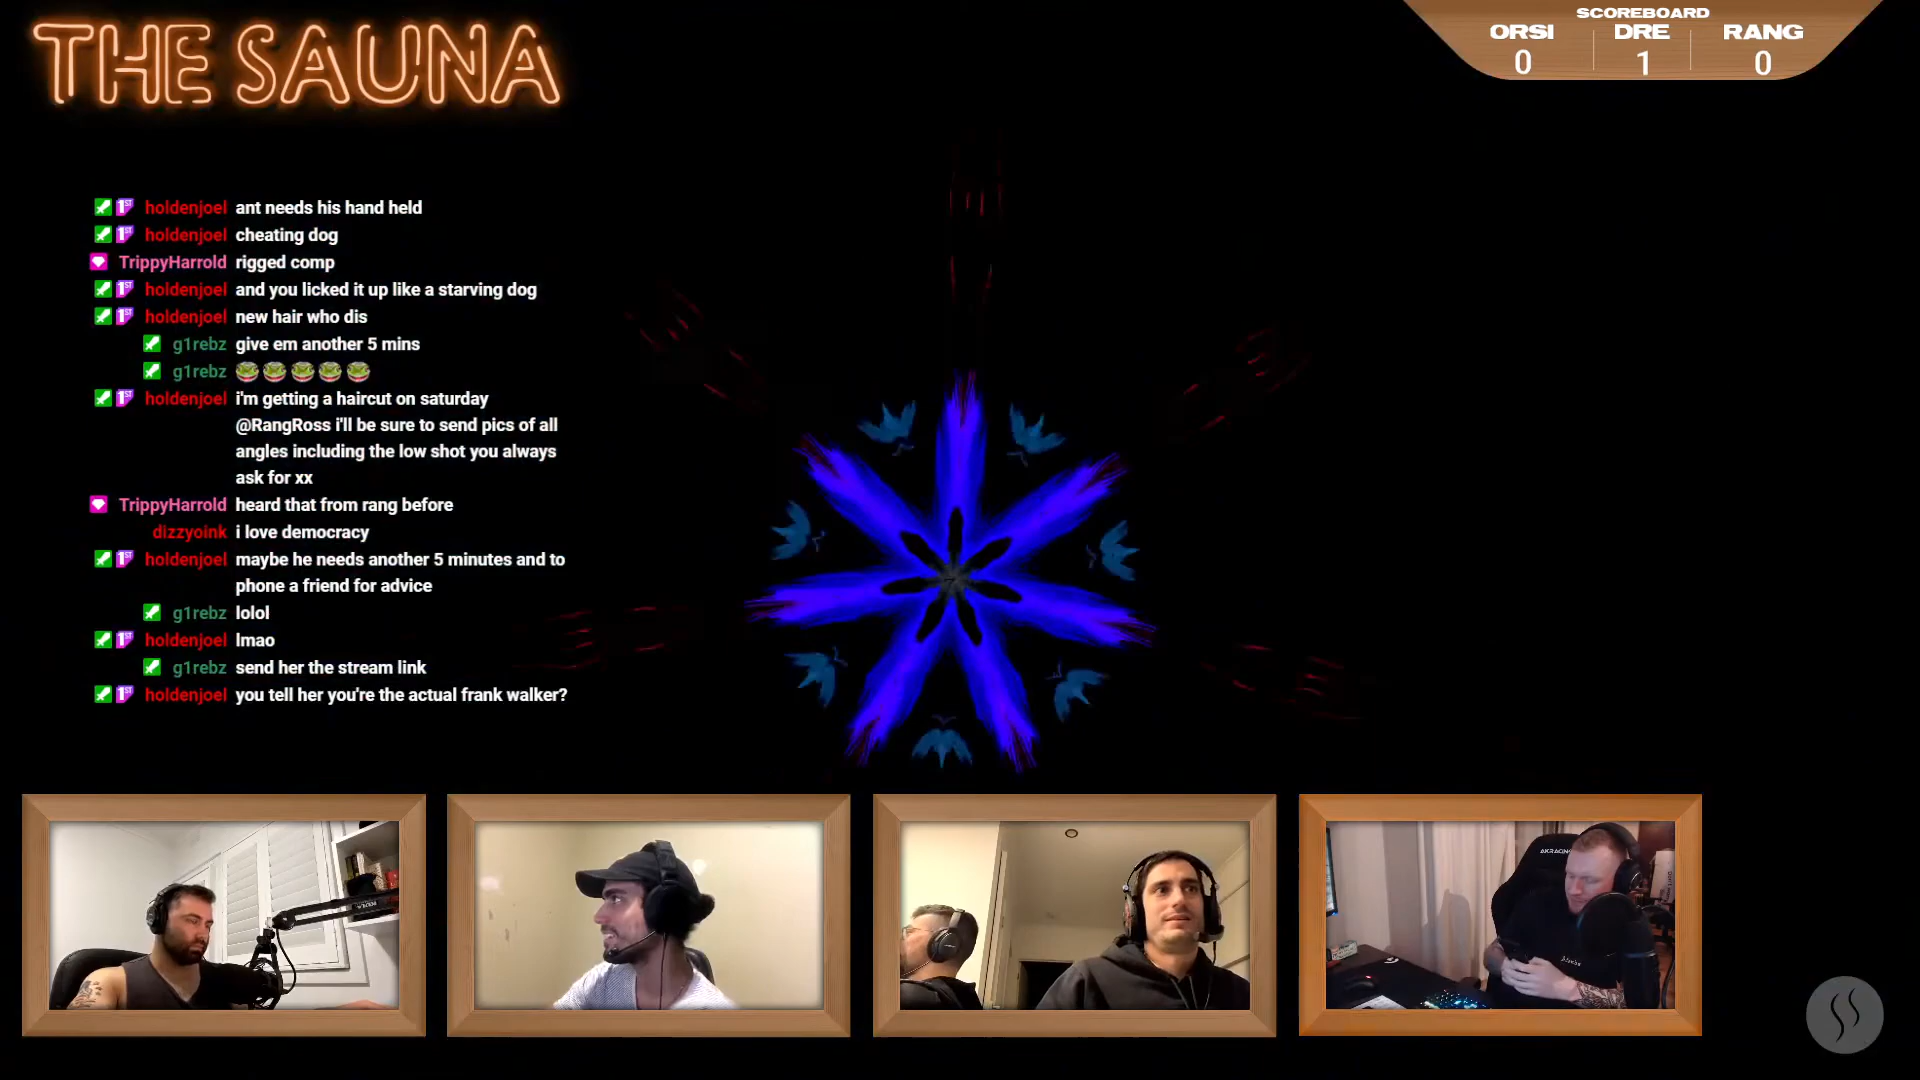 THE SAUNA
SCOREBOARD
ORSI DRE RANG
0 1 0
holdenjoel ant needs his hand held
holdenjoel cheating dog
TrippyHarrold rigged comp
holdenjoel and you licked it up like a starving dog
holdenjoel new hair who dis
g1rebz give em another 5 mins
g1rebz
holdenjoel i'm getting a haircut on saturday
@RangRoss i'll be sure to send pics of all
angles including the low shot you always
ask for xx
TrippyHarrold heard that from rang before
dizzyoink i love democracy
holdenjoel maybe he needs another 5 minutes and to
phone a friend for advice
g1rebz lolol
holdenjoel lmao
g1rebz send her the stream link
holdenjoel you tell her you're the actual frank walker?
AKRACING